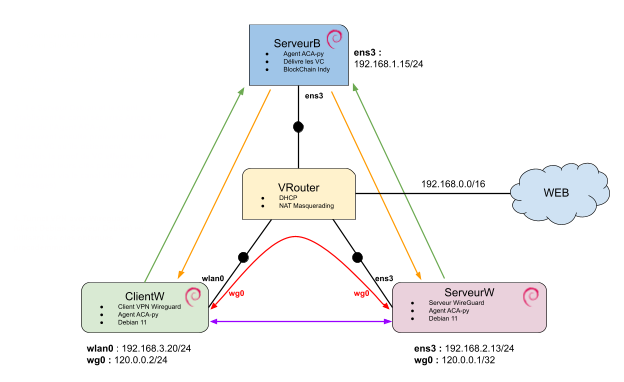 ServeurB
Agent ACA-py
Délivre les VC
BlockChain Indy
ens3 :
192.168.1.15/24
ens3
VRouter
DHCP
NAT Masquerading
192.168.0.0/16
WEB
wlan0
wg0
wg0
ens3
ClientW
Client VPN Wireguard
Agent ACA-py
Debian 11
ServeurW
Serveur WireGuard
Agent ACA-py
Debian 11
wlan0 : 192.168.3.20/24
wg0 : 120.0.0.2/24
ens3 : 192.168.2.13/24
wg0 : 120.0.0.1/32